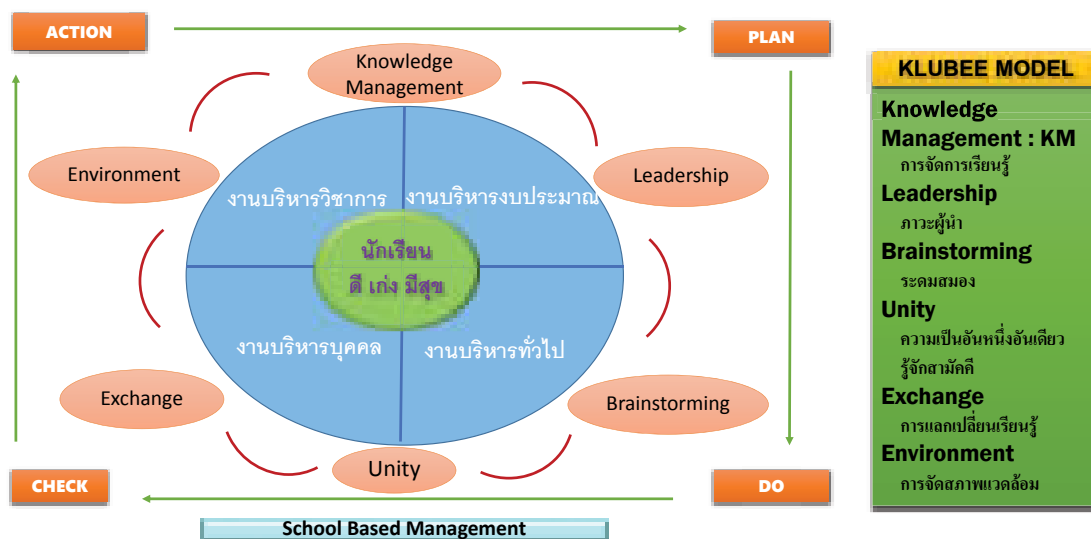 ACTION
PLAN
Knowledge
Management
Environment
Leadership
งานบริหารวิชาการ
งานบริหารงบประมาณ
นักเรียน
ดี เก่ง มีสุข
งานบริหารบุคคล
งานบริหารทั่วไป
Exchange
Brainstorming
Unity
CHECK
DO
School Based Management
KLUBEE MODEL
Knowledge
Management : KM
การจัดการเรียนรู้
Leadership
ภาวะผู้นำ
Brainstorming
ระดมสมอง
Unity
ความเป็นอันหนึ่งอันเดียว
รู้จักสามัคคี
Exchange
การแลกเปลี่ยนเรียนรู้
Environment
การจัดสภาพแวดล้อม